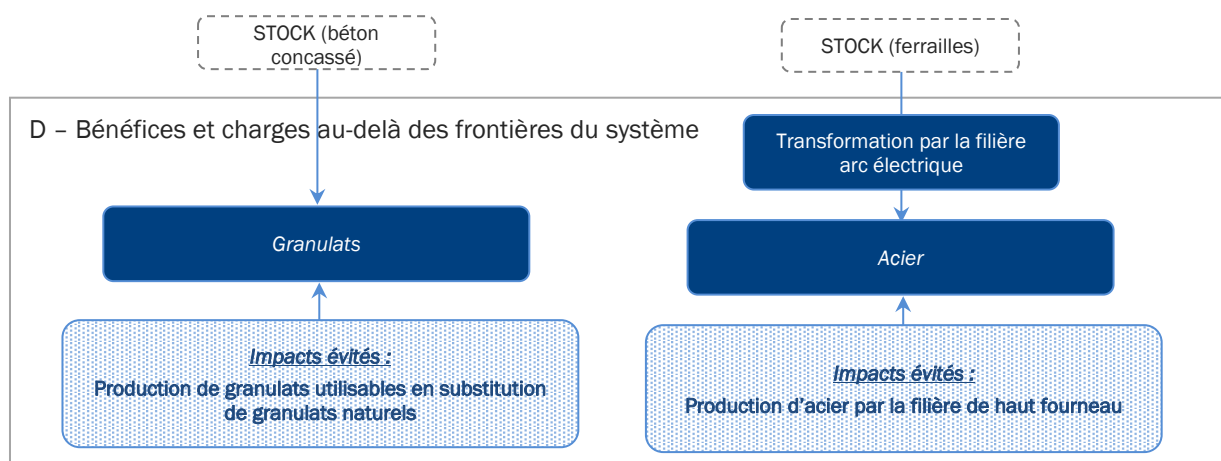 STOCK (béton
concassé)
STOCK (ferrailles)
D – Bénéfices et charges au-delà des frontières du système
Transformation par la filière
arc électrique
Granulats
Acier
Impacts évités :
Production de granulats utilisables en substitution
de granulats naturels
Impacts évités :
Production d’acier par la filière de haut fourneau